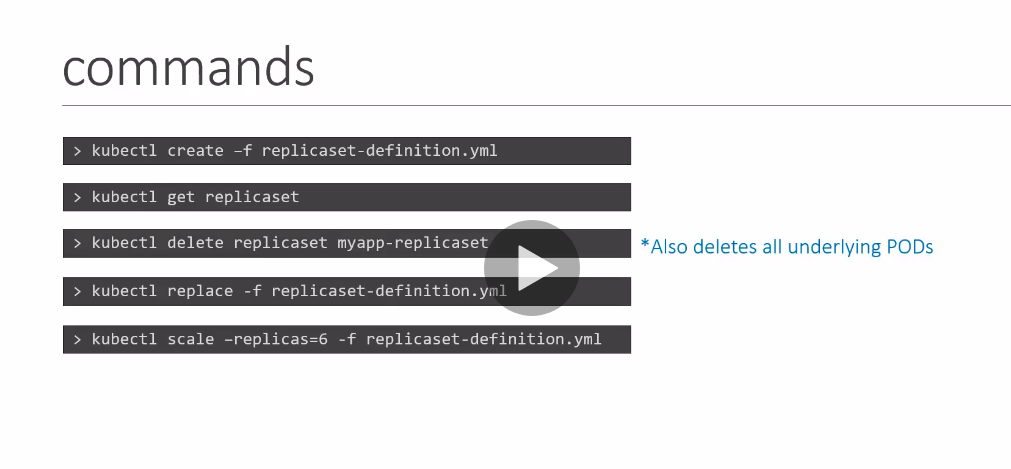 commands
> kubectl create –f replicaset-definition.yml
> kubectl get replicaset
> kubectl delete replicaset myapp-replicaset *Also deletes all underlying PODs
> kubectl replace -f replicaset-definition.yml
> kubectl scale –replicas=6 -f replicaset-definition.yml